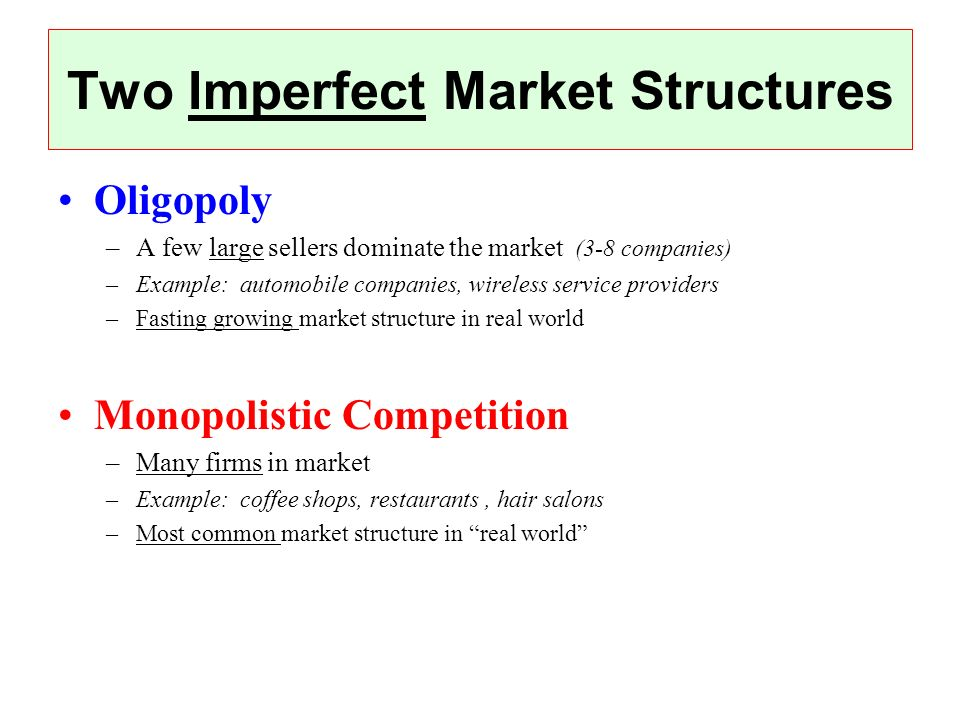 Two Imperfect Market Structures
• Oligopoly
– A few large sellers dominate the market (3-8 companies)
– Example: automobile companies, wireless service providers
– Fasting growing market structure in real world
• Monopolistic Competition
– Many firms in market
– Example: coffee shops, restaurants , hair salons
– Most common market structure in “real world”